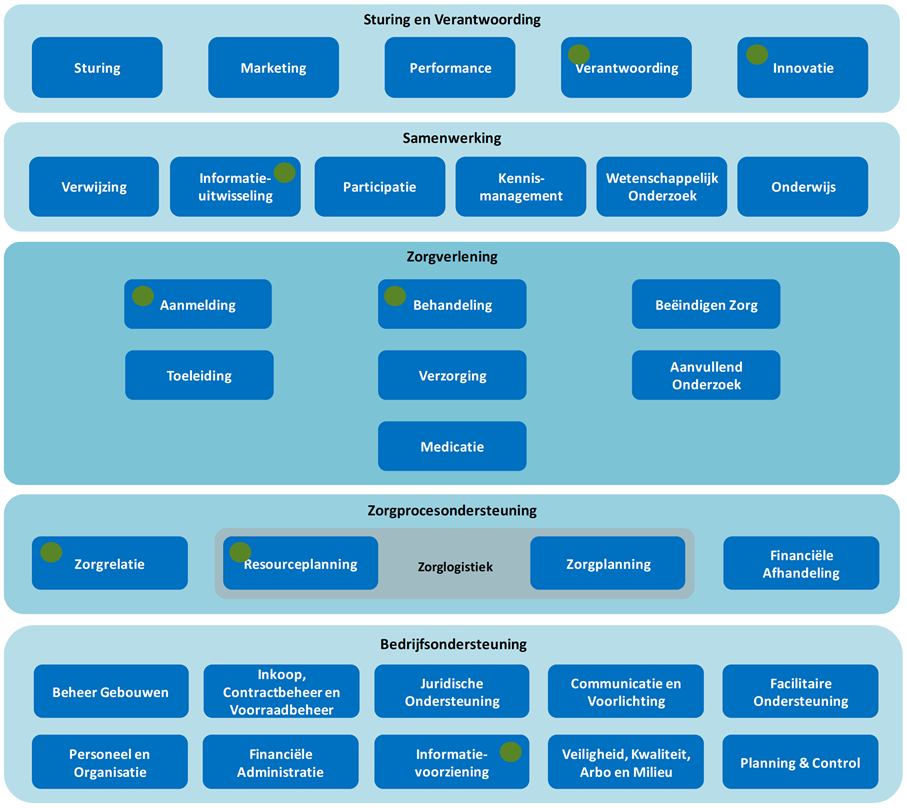 Sturing en Verantwoording
Sturing
Marketing
Performance
Verantwoording
Innovatie
Samenwerking
Verwijzing
Informatie-
uitwisseling
Participatie
Kennis-
management
Wetenschappelijk
Onderzoek
Onderwijs
Zorgverlening
Aanmelding
Behandeling
Beëindigen Zorg
Toeleiding
Verzorging
Aanvullend
Onderzoek
Medicatie
Zorgprocesondersteuning
Zorgrelatie
Resourceplanning
Zorglogistiek
Zorgplanning
Financiële
Afhandeling
Bedrijfsondersteuning
Beheer Gebouwen
Inkoop,
Contractbeheer en
Voorraadbeheer
Juridische
Ondersteuning
Communicatie en
Voorlichting
Facilitaire
Ondersteuning
Personeel en
Organisatie
Financiële
Administratie
Informatie-
voorziening
Veiligheid, Kwaliteit,
Arbo en Milieu
Planning & Control